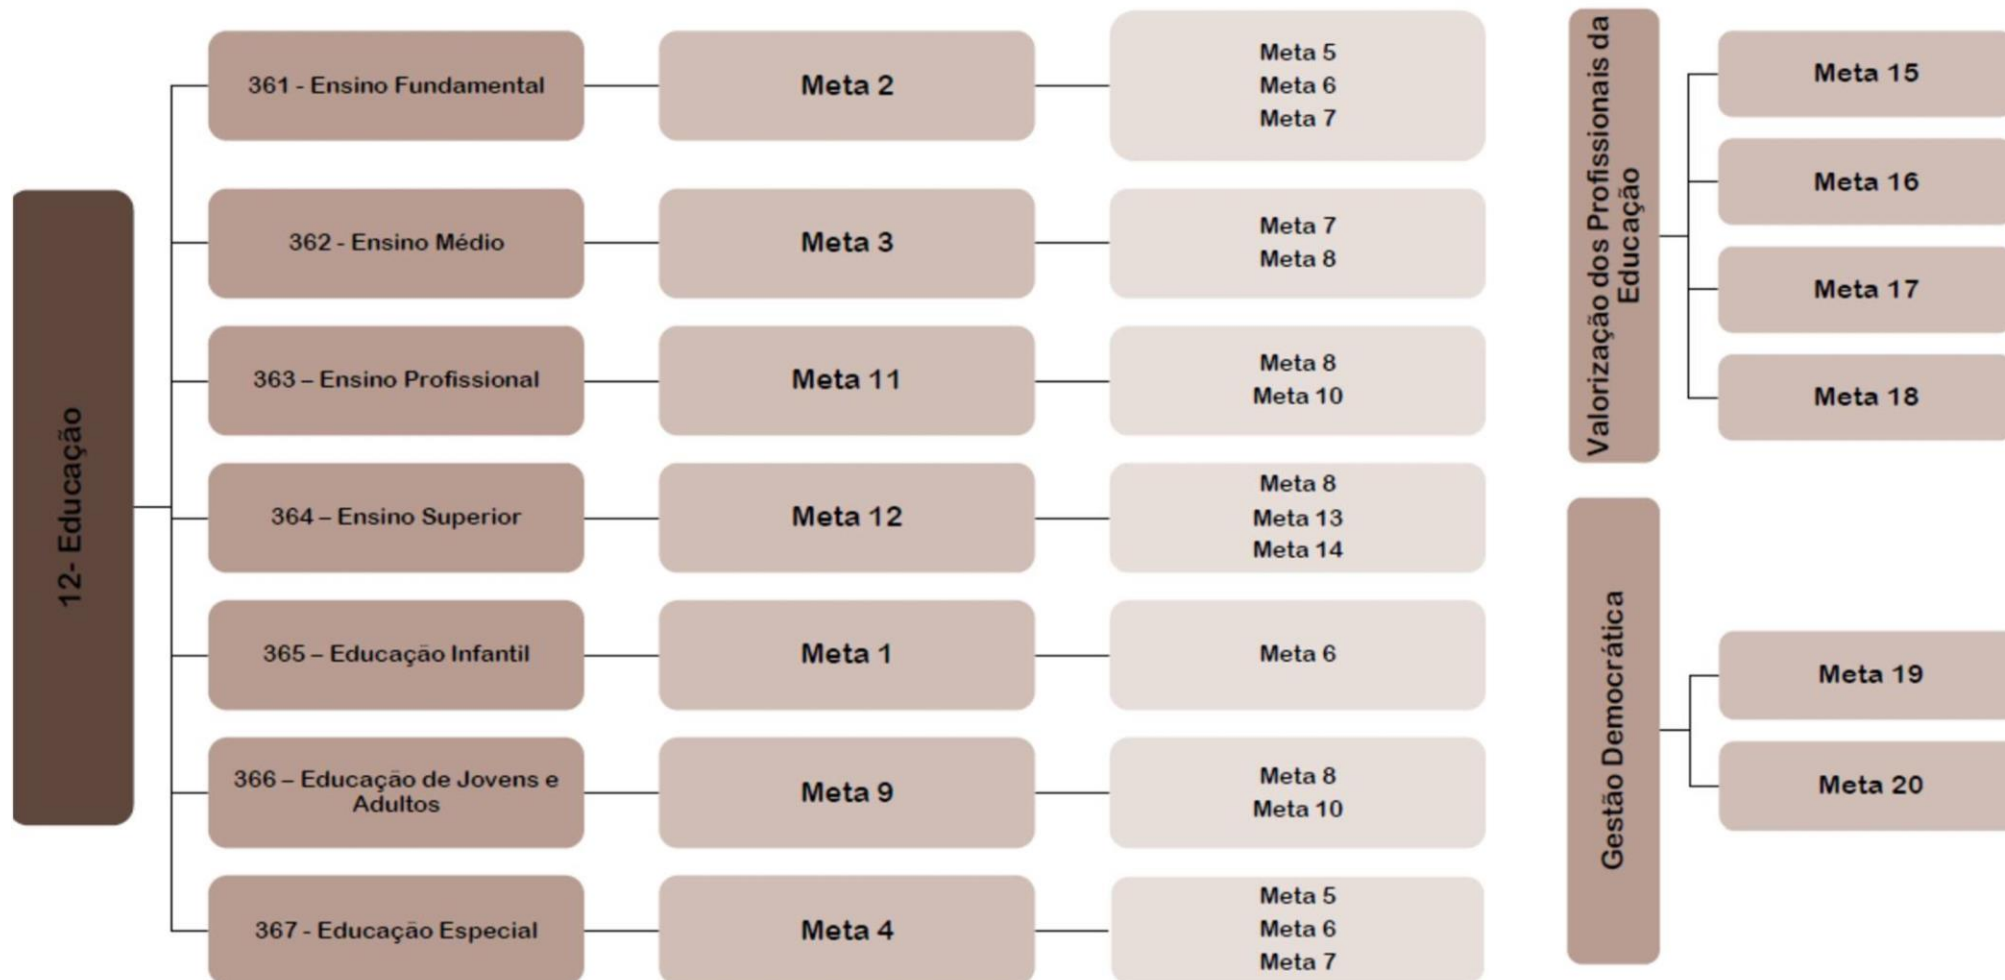 12- Educação
361 - Ensino Fundamental
Meta 2
Meta 5
Meta 6
Meta 7
362 - Ensino Médio
Meta 3
Meta 7
Meta 8
363 – Ensino Profissional
Meta 11
Meta 8
Meta 10
364 – Ensino Superior
Meta 12
Meta 8
Meta 13
Meta 14
365 – Educação Infantil
Meta 1
Meta 6
366 – Educação de Jovens e
Adultos
Meta 9
Meta 8
Meta 10
367 - Educação Especial
Meta 4
Meta 5
Meta 6
Meta 7
Valorização dos Profissionais da
Educação
Meta 15
Meta 16
Meta 17
Meta 18
Gestão Democrática
Meta 19
Meta 20